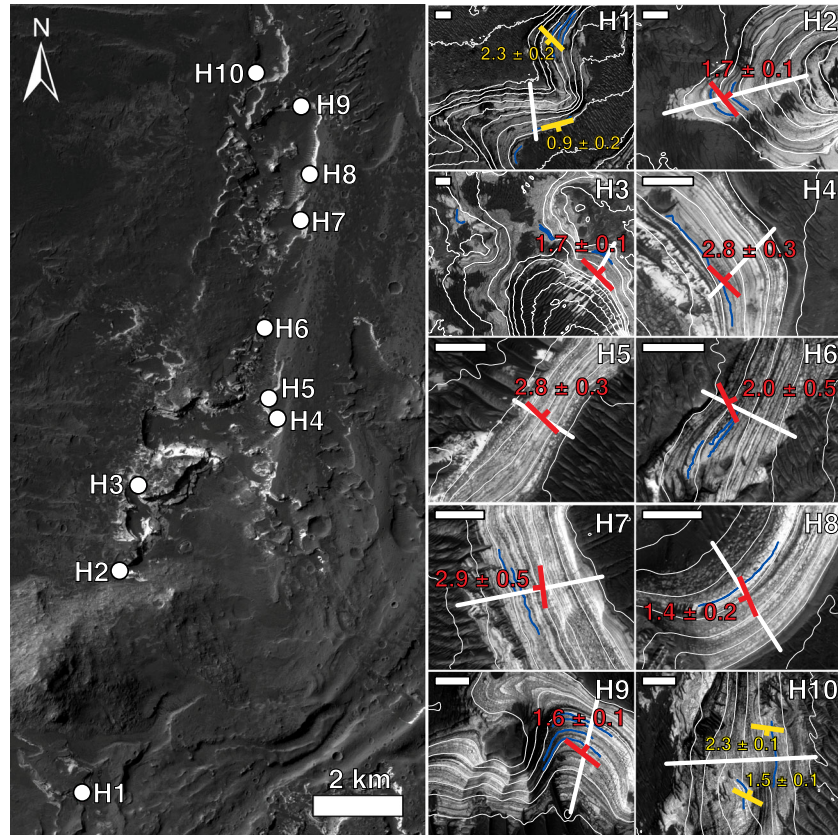 N
H10
H9
H8
H7
H6
H5
H4
H3
H2
H1
2 km
H1
2.3 ± 0.2
0.9 ± 0.2
H2
1.7 ± 0.1
H3
1.7 ± 0.1
H4
2.8 ± 0.3
H5
2.8 ± 0.3
H6
2.0 ± 0.5
H7
2.9 ± 0.5
H8
1.4 ± 0.2
H9
1.6 ± 0.1
H10
2.3 ± 0.1
1.5 ± 0.1